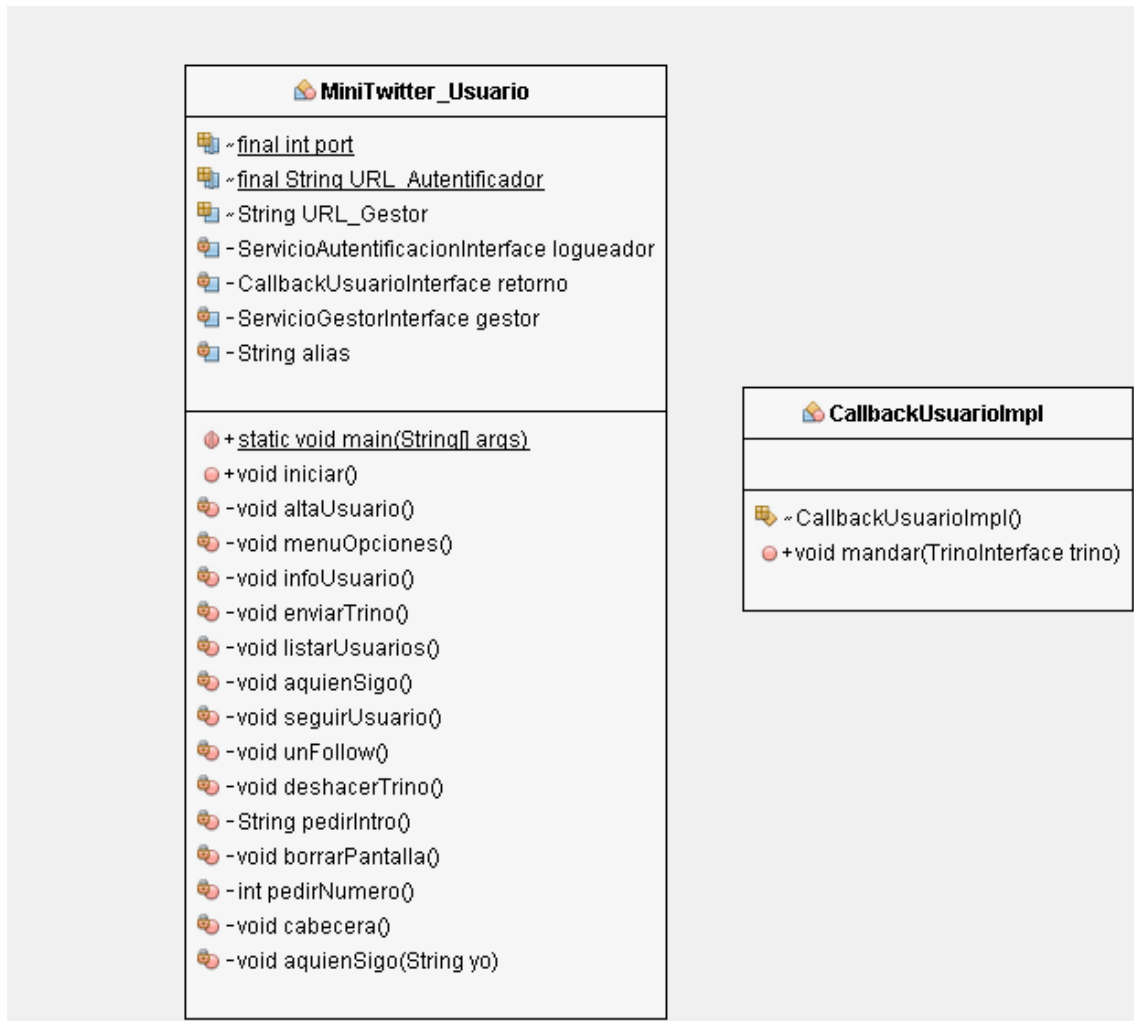 MiniTwitter_Usuario
~final int port
~final String URL_Autentificador
~String URL_Gestor
-ServicioAutentificacionInterface logueador
-CallbackUsuarioInterface retorno
-ServicioGestorInterface gestor
-String alias
+static void main(String[] args)
+void iniciar()
-void altaUsuario()
-void menuOpciones()
-void infoUsuario()
-void enviarTrino()
-void listarUsuarios()
-void aquienSigo()
-void seguirUsuario()
-void unFollow()
-void deshacerTrino()
-String pedirIntro()
-void borrarPantalla()
-int pedirNumero()
-void cabecera()
-void aquienSigo(String yo)
CallbackUsuarioImpl
~CallbackUsuarioImpl()
+void mandar(TrinoInterface trino)